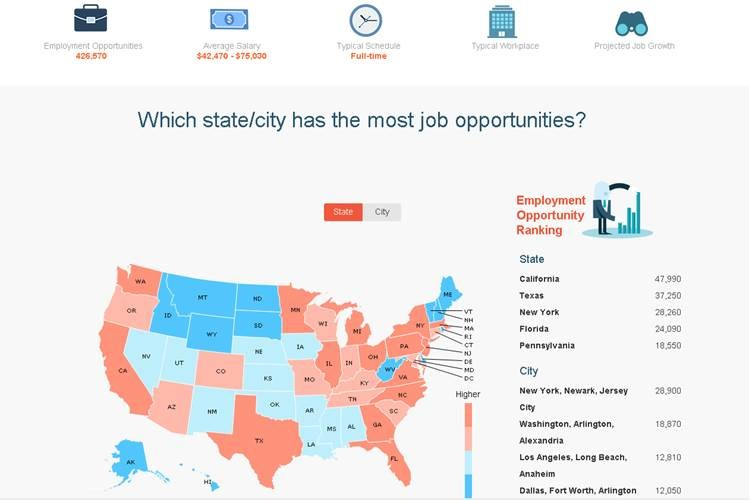 Employment Opportunities
426,570
Average Salary
$42,470 - $75,030
Typical Schedule
Full-time
Typical Workplace
Projected Job Growth
Which state/city has the most job opportunities?
State City
Employment
Opportunity
Ranking
State
California 47,990
Texas 37,250
New York 28,260
Florida 24,090
Pennsylvania 18,550
City
New York, Newark, Jersey 28,900
City
Washington, Arlington, 18,870
Alexandria
Los Angeles, Long Beach, 12,810
Anaheim
Dallas, Fort Worth, Arlington 12,050
WA
MT
ND
MN
ME
OR
ID
SD
WI
MI
NY
VT
NH
MA
RI
CT
NJ
DE
MD
DC
WY
NE
IA
PA
NV
UT
CO
KS
MO
IL
IN
OH
WV
VA
KY
CA
AZ
NM
OK
AR
TN
NC
SC
TX
LA
MS
AL
GA
FL
AK
HI
Higher